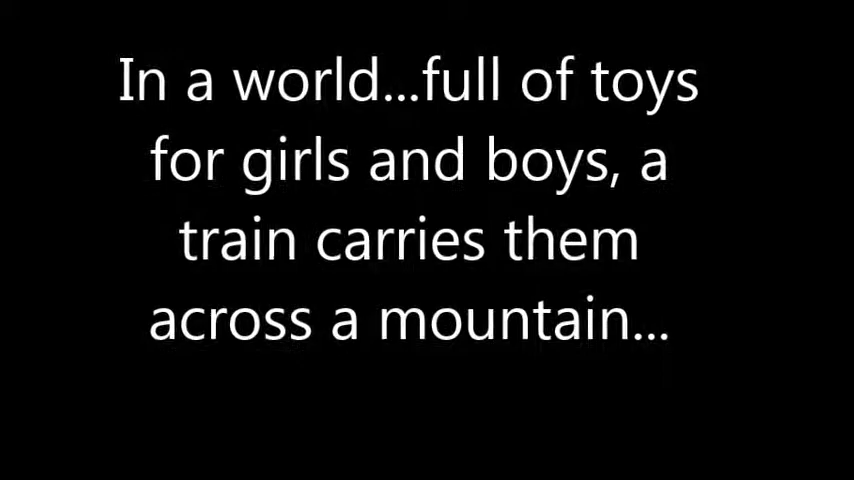 In a world...full of toys
for girls and boys, a
train carries them
across a mountain...